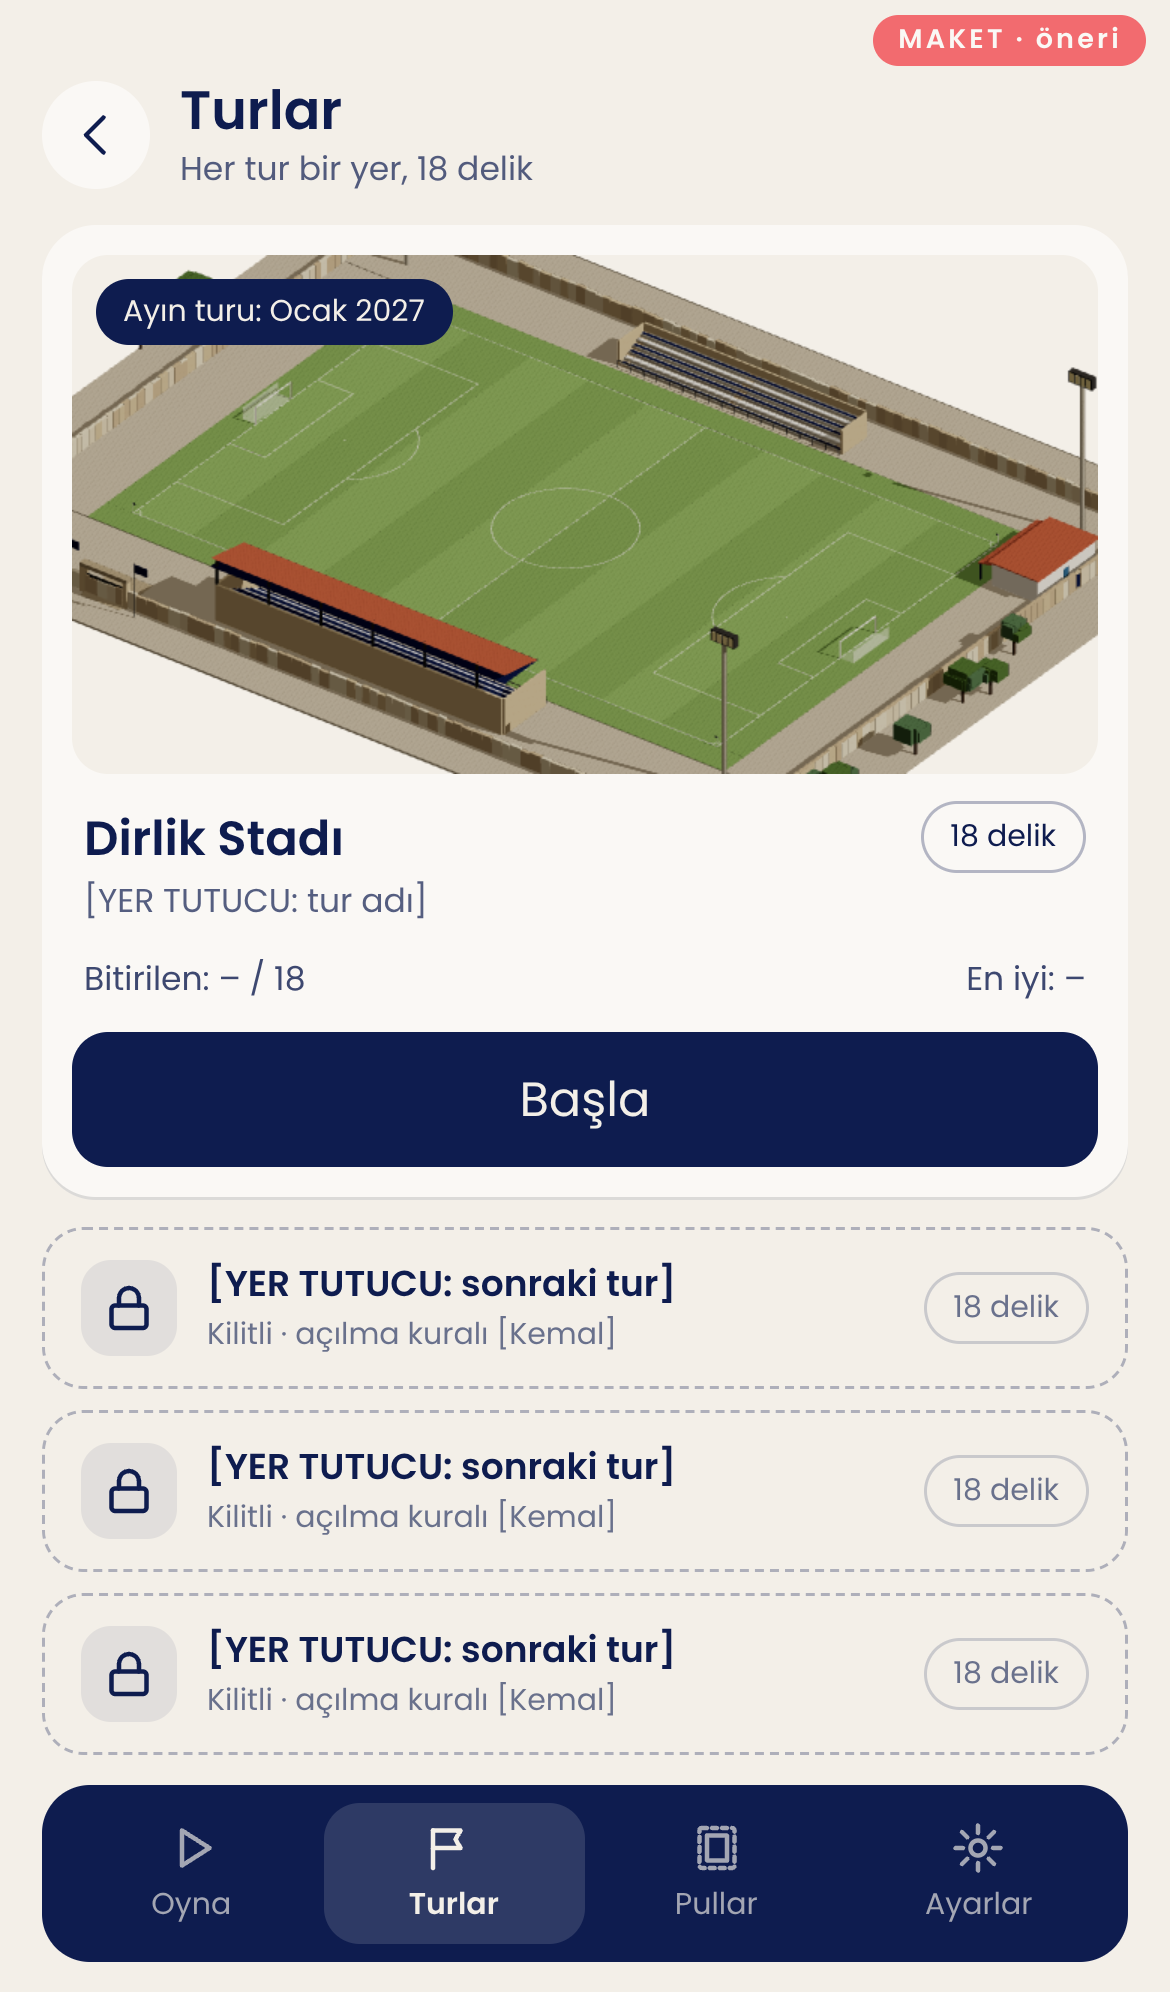 MAKET · öneri
Turlar
Her tur bir yer, 18 delik
Ayın turu: Ocak 2027
Dirlik Stadı
18 delik
[YER TUTUCU: tur adı]
Bitirilen: – / 18
En iyi: –
Başla
[YER TUTUCU: sonraki tur]
Kilitli · açılma kuralı [Kemal]
18 delik
[YER TUTUCU: sonraki tur]
Kilitli · açılma kuralı [Kemal]
18 delik
[YER TUTUCU: sonraki tur]
Kilitli · açılma kuralı [Kemal]
18 delik
Oyna
Turlar
Pullar
Ayarlar